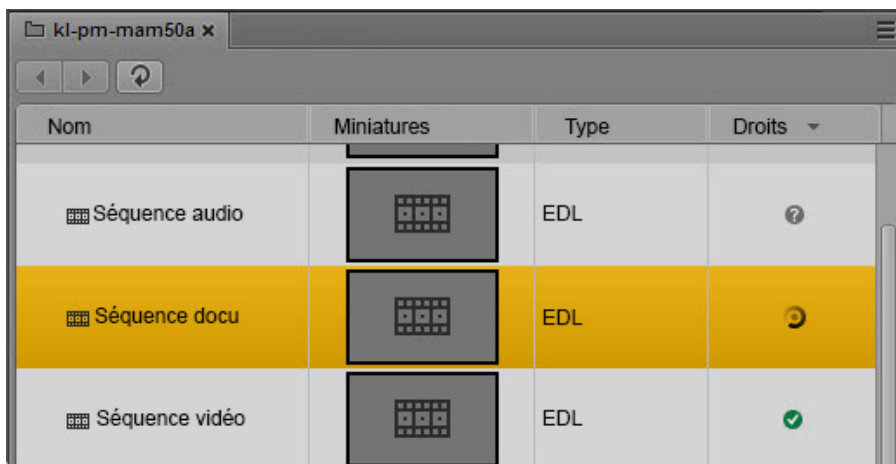 kl-pm-mam50a x
Nom Miniatures Type Droits
Séquence audio EDL ?
Séquence docu EDL
Séquence vidéo EDL